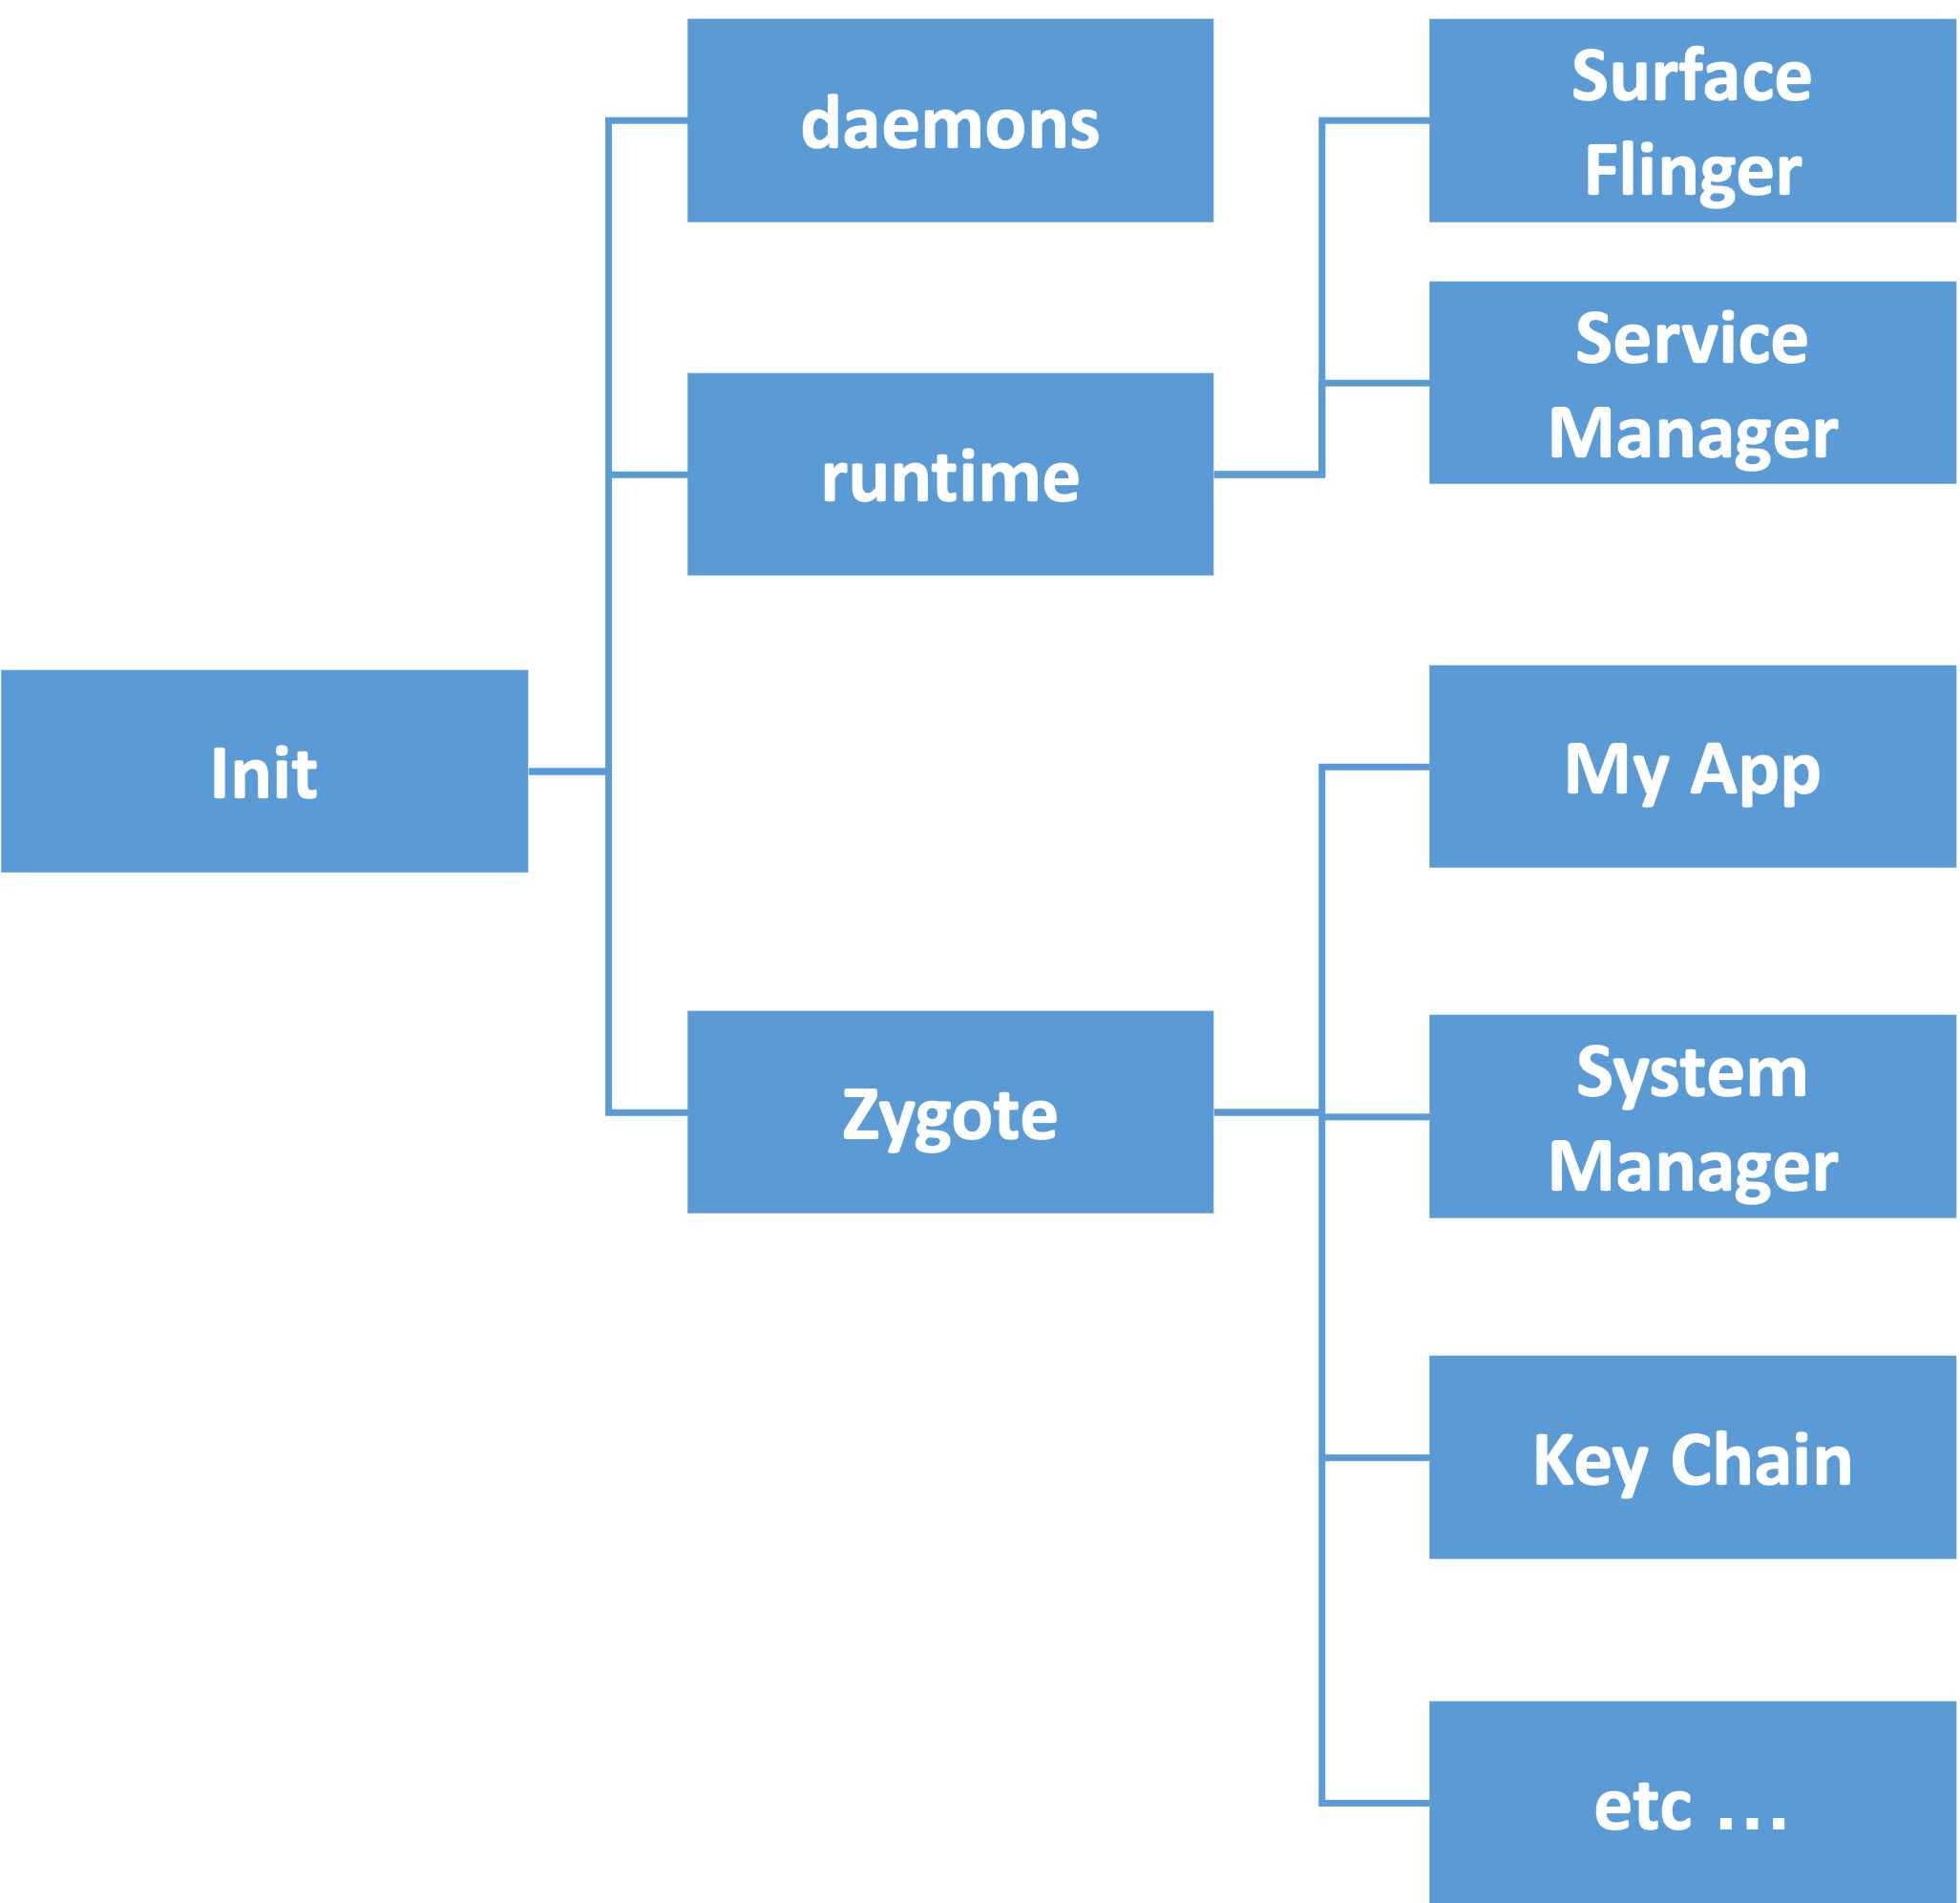 daemons
Surface
Flinger
Service
Manager
runtime
Init
My App
System
Manager
Zygote
Key Chain
etc ...